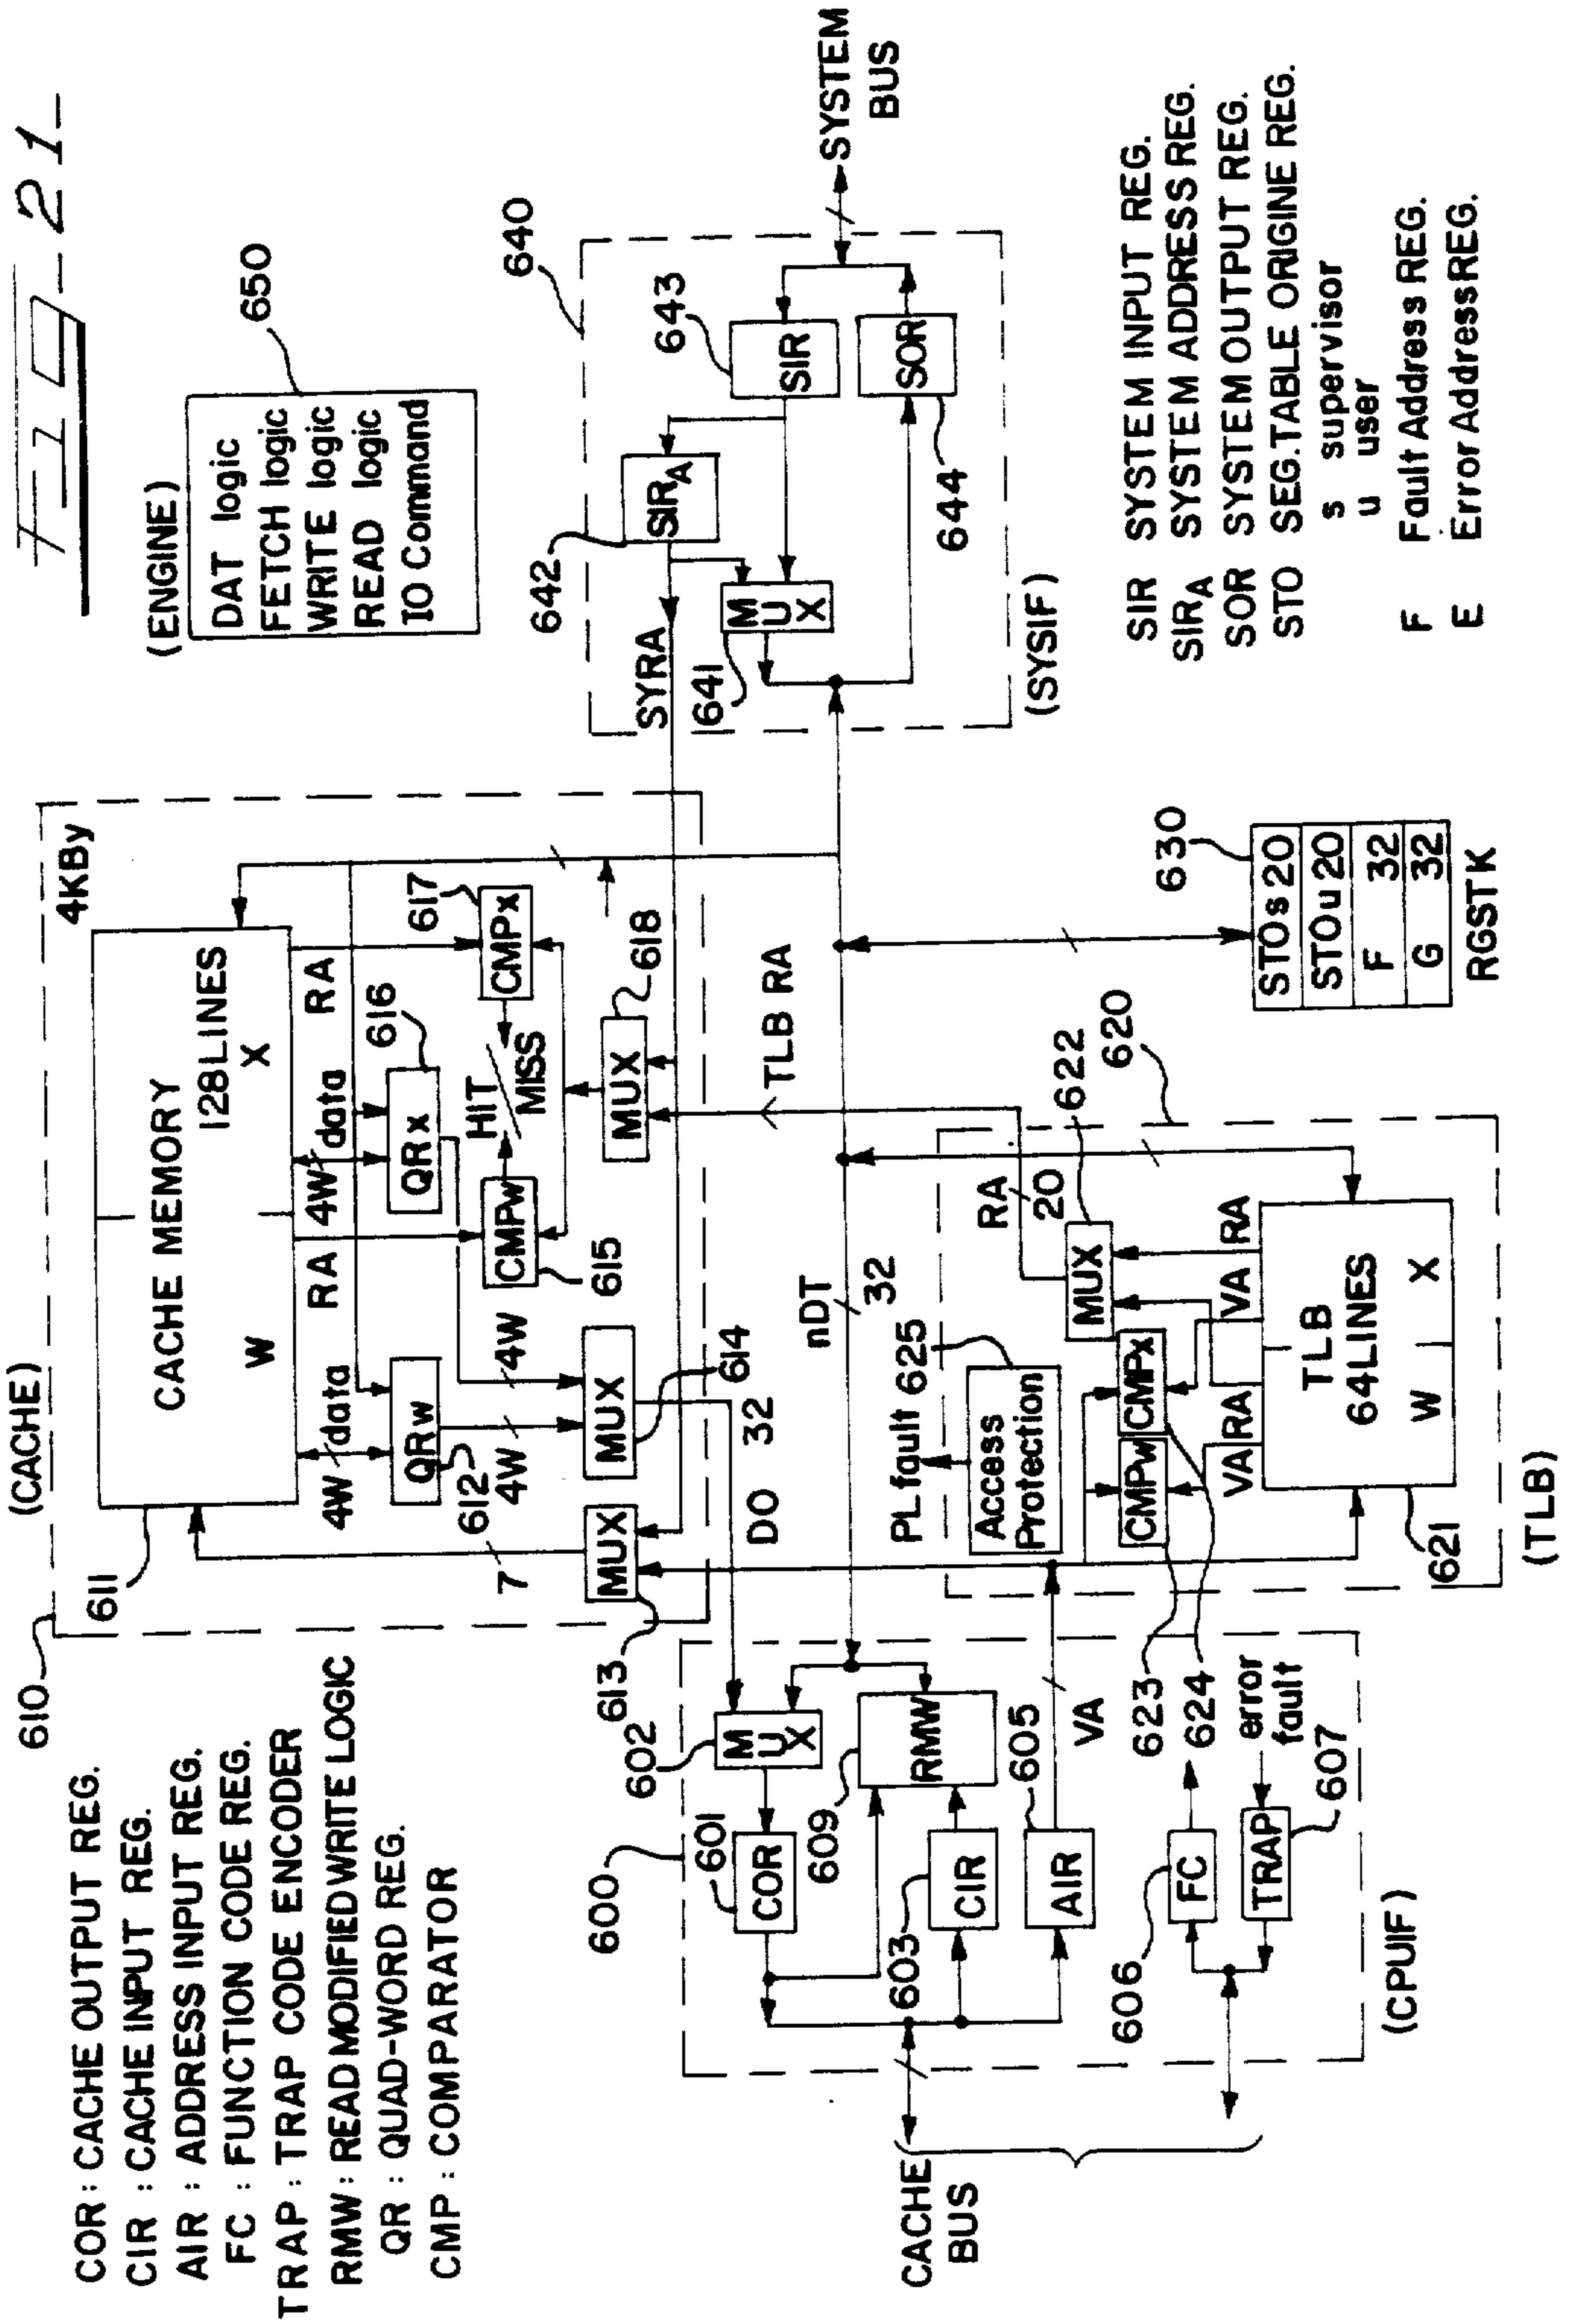 FIG-21-
COR : CACHE OUTPUT REG.
CIR : CACHE INPUT REG.
AIR : ADDRESS INPUT REG.
FC : FUNCTION CODE REG.
TRAP : TRAP CODE ENCODER
RMW : READ MODIFIED WRITE LOGIC
QR : QUAD-WORD REG.
CMP : COMPARATOR
(CACHE)
610
611
4KBy
CACHE MEMORY
128LINES
W
X
4W
data
RA
4W
data
RA
QRw
612
QRx
616
4W
4W
CMPw
615
HIT
MISS
CMPx
617
7
MUX
613
MUX
614
MUX
618
DO 32
TLB RA
(ENGINE)
650
DAT logic
FETCH logic
WRITE logic
READ logic
IO Command
640
SYRA
642
SIRA
643
SIR
641
MUX
SOR
644
(SYSIF)
SYSTEM
BUS
600
602
MUX
601
COR
609
RMW
603
CIR
605
AIR
VA
606
FC
624
623
error
fault
TRAP
607
(CPUIF)
CACHE
BUS
nDT
32
PL fault
625
Access
Protection
RA
20
622
MUX
620
CMPw
CMPx
VA
RA
VA
RA
TLB
64LINES
W
X
621
(TLB)
630
STOs 20
STOu 20
F 32
G 32
RGSTK
SIR SYSTEM INPUT REG.
SIRA SYSTEM ADDRESS REG.
SOR SYSTEM OUTPUT REG.
STO SEG.TABLE ORIGINE REG.
s supervisor
u user
F Fault Address REG.
E Error Address REG.